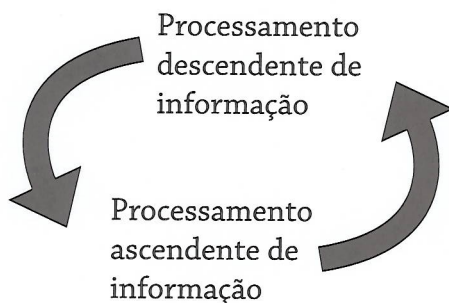 Processamento
descendente de
informação
Processamento
ascendente de
informação